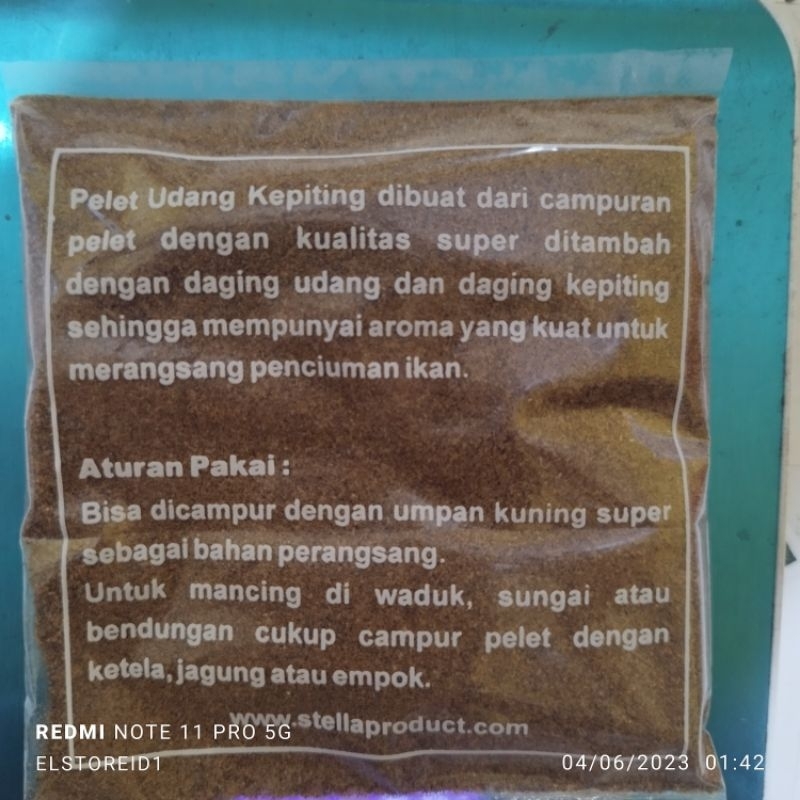 Pelet Udang Kepiting dibuat dari campuran
pelet dengan kualitas super ditambah
dengan daging udang dan daging kepiting
sehingga mempunyai aroma yang kuat untuk
merangsang penciuman ikan.
Aturan Pakai :
Bisa dicampur dengan umpan kuning super
sebagai bahan perangsang.
Untuk mancing di waduk, sungai atau
bendungan cukup campur pelet dengan
ketela, jagung atau empok.
www.stellaproduct.com
REDMI NOTE 11 PRO 5G
ELSTOREID1
04/06/2023 01:42